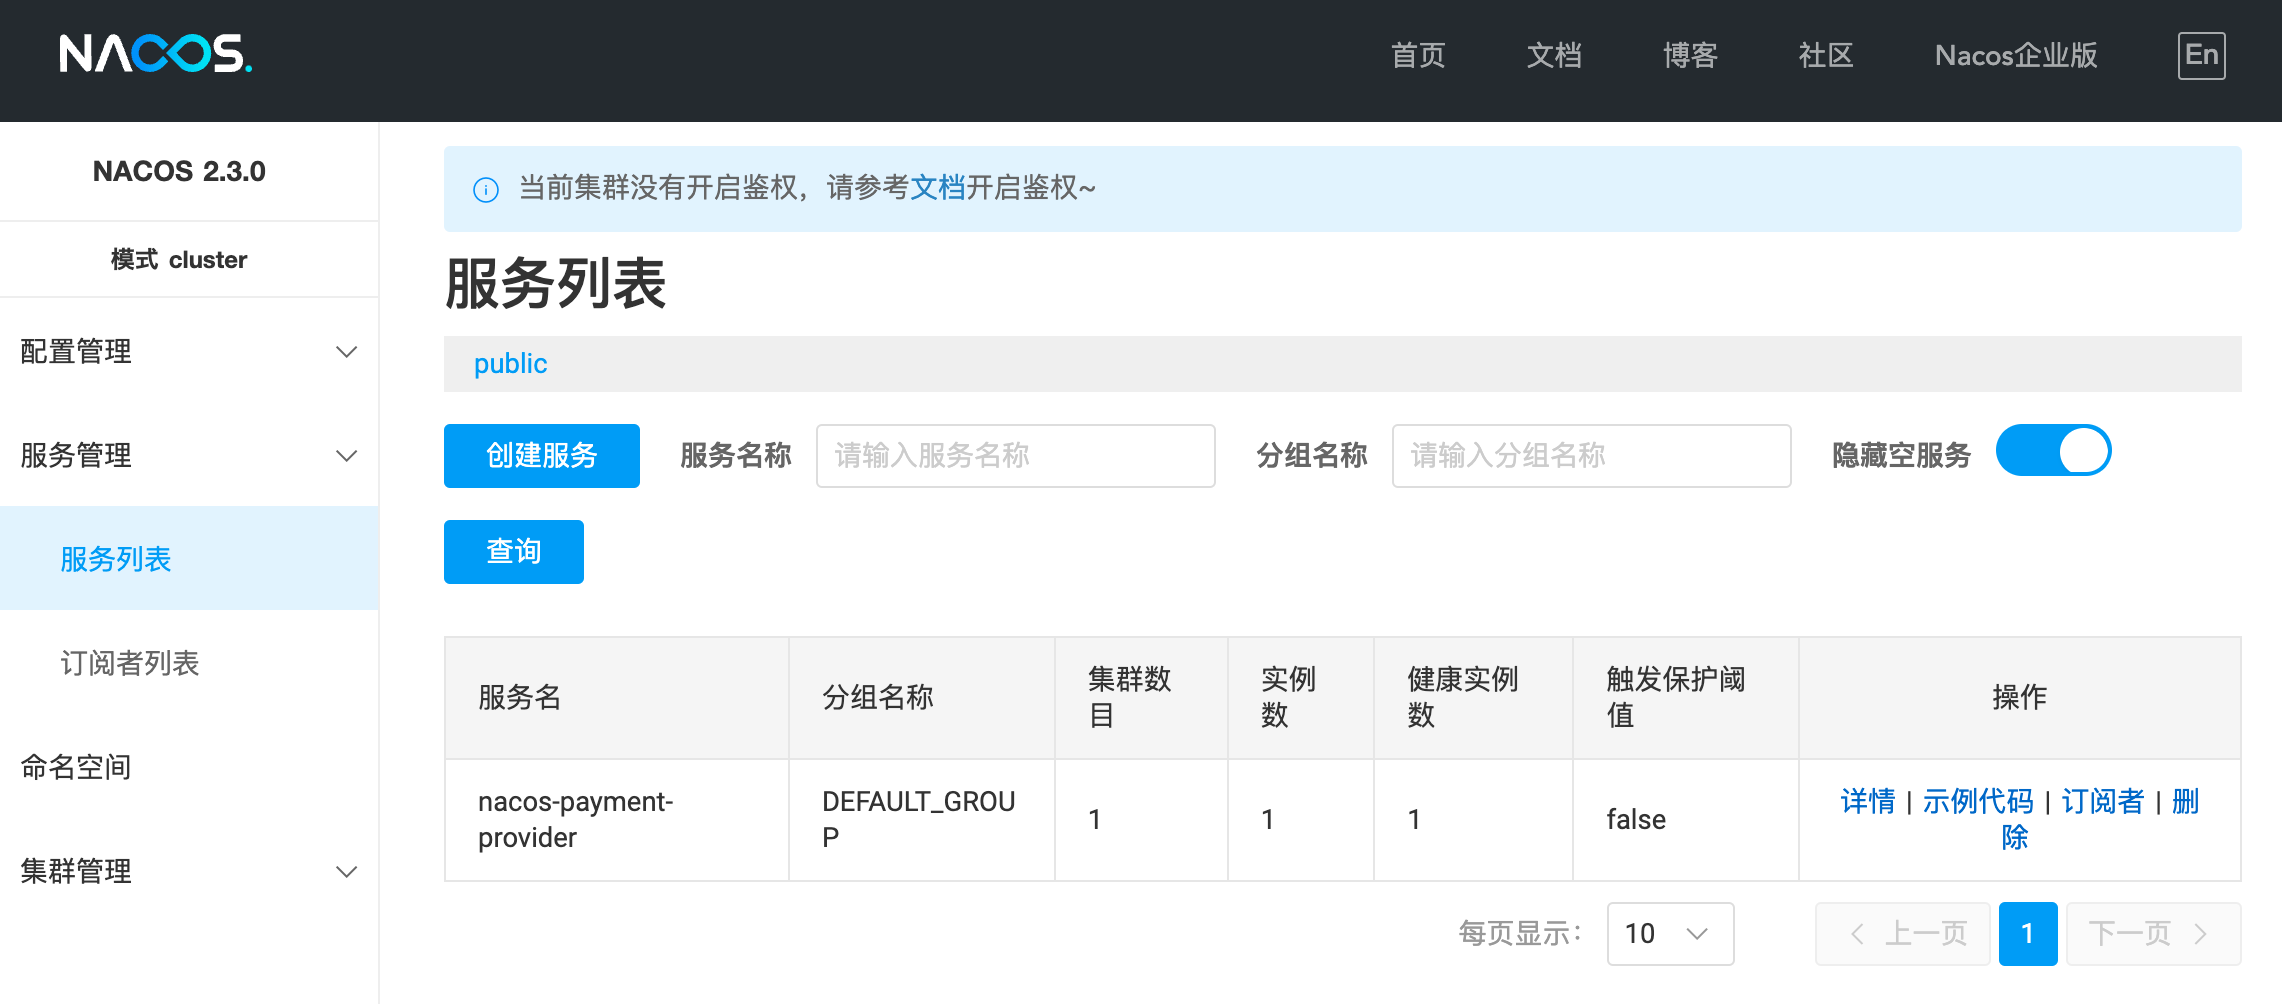 NACOS.
首页 文档 博客 社区 Nacos企业版 En
NACOS 2.3.0
模式 cluster
配置管理
服务管理
服务列表
订阅者列表
命名空间
集群管理
当前集群没有开启鉴权，请参考文档开启鉴权~
服务列表
public
创建服务 服务名称 请输入服务名称 分组名称 请输入分组名称 隐藏空服务
查询
服务名 分组名称 集群数目 实例数 健康实例数 触发保护阈值 操作
nacos-payment-provider DEFAULT_GROUP 1 1 1 false 详情 | 示例代码 | 订阅者 | 删除
每页显示： 10 上一页 1 下一页